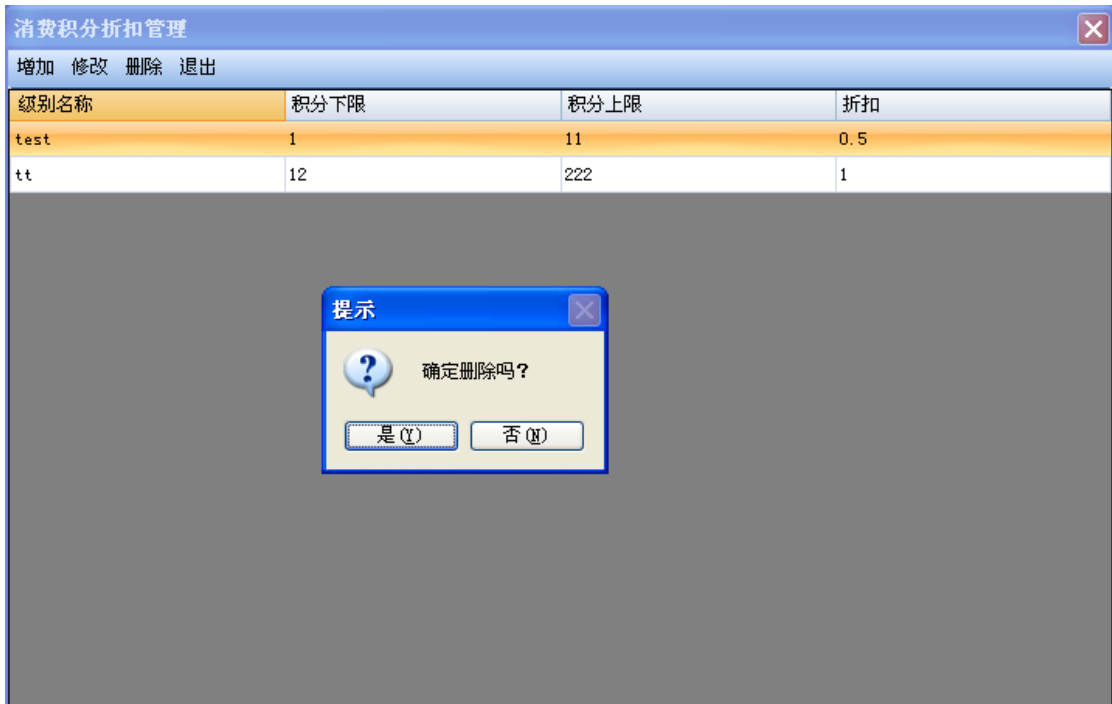 消费积分折扣管理
增加 修改 删除 退出
级别名称 积分下限 积分上限 折扣
test 1 11 0.5
tt 12 222 1
提示
确定删除吗?
是(Y) 否(N)